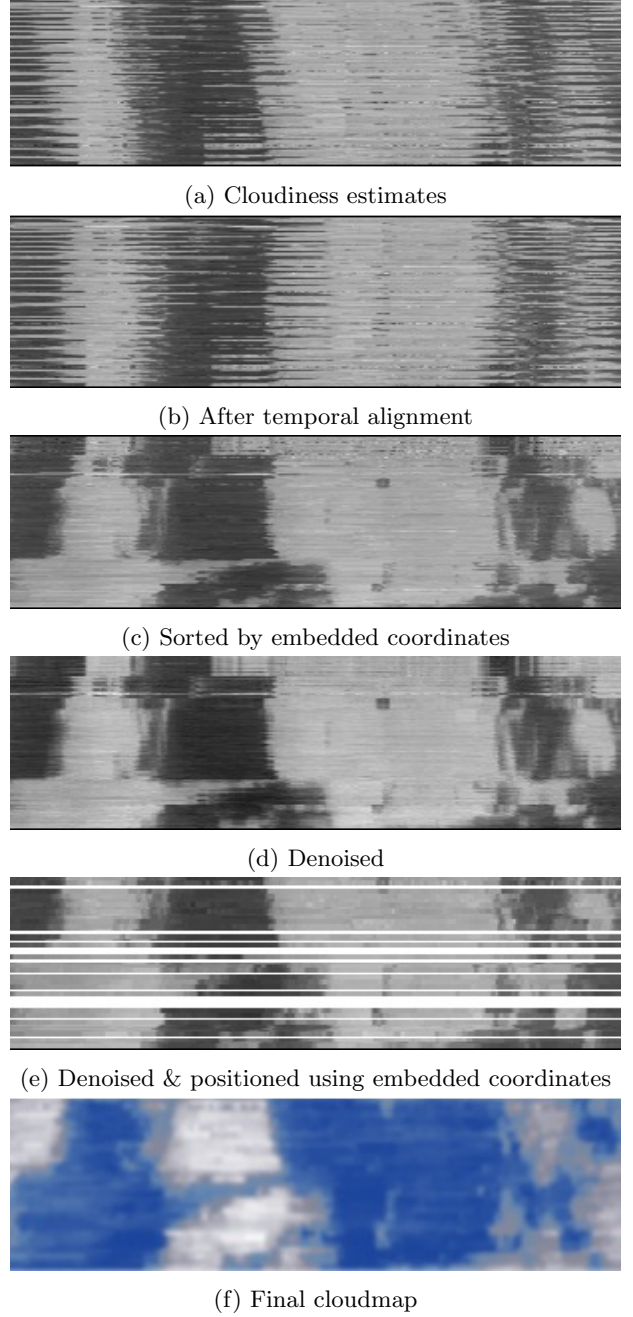 (a) Cloudiness estimates
(b) After temporal alignment
(c) Sorted by embedded coordinates
(d) Denoised
(e) Denoised & positioned using embedded coordinates
(f) Final cloudmap